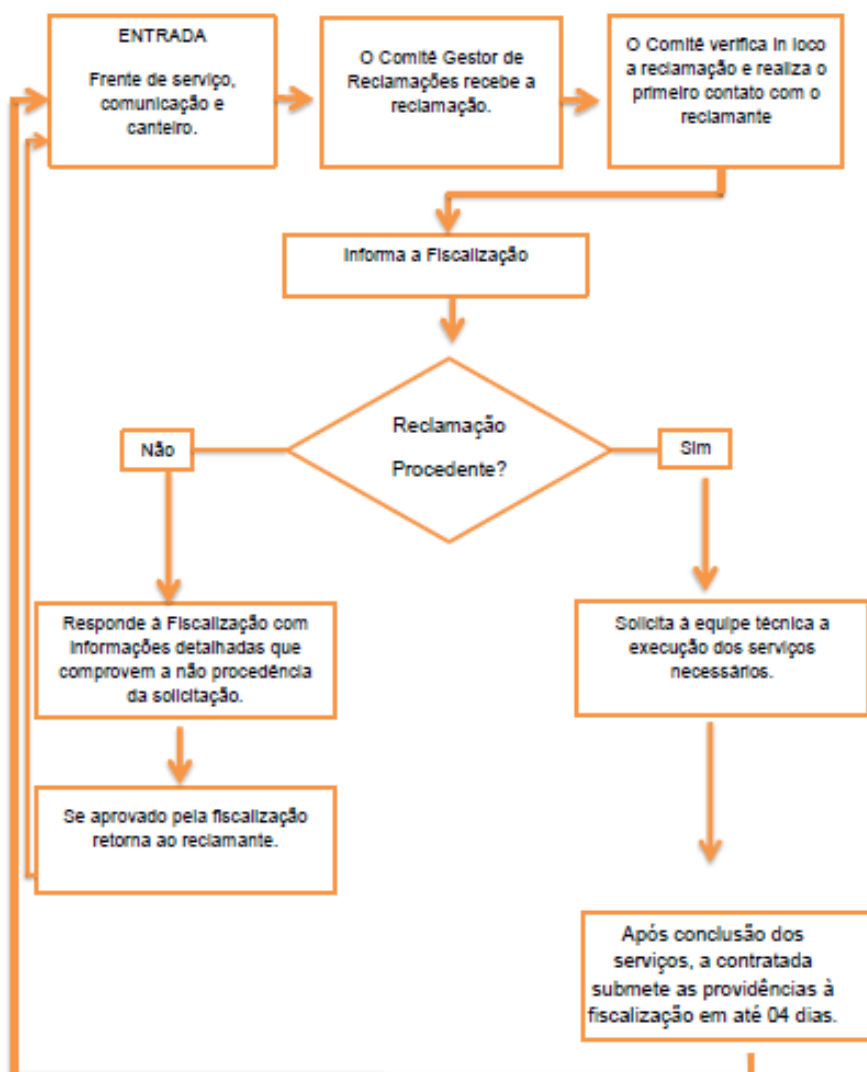 ENTRADA
Frente de serviço,
comunicação e
canteiro.
O Comitê Gestor de
Reclamações recebe a
reclamação.
O Comitê verifica in loco
a reclamação e realiza o
primeiro contato com o
reclamante
Informa a Fiscalização
Reclamação
Procedente?
Não
Sim
Responde à Fiscalização com
informações detalhadas que
comprovem a não procedência
da solicitação.
Solicita à equipe técnica a
execução dos serviços
necessários.
Se aprovado pela fiscalização
retorna ao reclamante.
Após conclusão dos
serviços, a contratada
submete as providências à
fiscalização em até 04 dias.